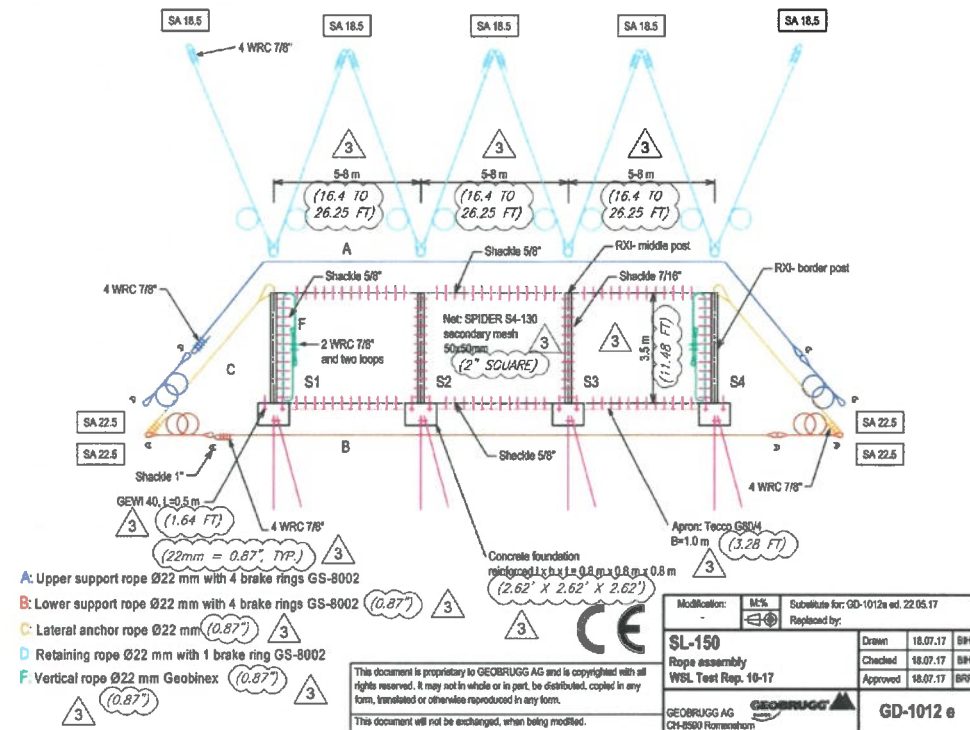 SA 18.5
SA 18.5
SA 18.5
SA 18.5
SA 18.5
4 WRC 7/8"
3
3
3
5-8 m
5-8 m
5-8 m
(16.4 TO
26.25 FT)
(16.4 TO
26.25 FT)
(16.4 TO
26.25 FT)
A
Shackle 5/8"
RXI- middle post
Shackle 5/8"
Shackle 7/16"
RXI- border post
4 WRC 7/8"
F
2 WRC 7/8"
and two loops
Net: SPIDER S4-130
secondary mesh
50x50mm
3
(2" SQUARE)
3
3.5 m
(11.48 FT)
C
S1
S2
S3
S4
SA 22.5
SA 22.5
SA 22.5
SA 22.5
B
Shackle 1"
Shackle 5/8"
4 WRC 7/8"
GEWI 40, L=0.5 m
3
(1.64 FT)
4 WRC 7/8"
(22mm = 0.87", TYP.)
3
Apron: Tecco G80/4
B=1.0 m
(3.28 FT)
3
Concrete foundation
reinforced l x b x t = 0.8 m x 0.8 m x 0.8 m
(2.62' X 2.62' X 2.62')
3
A: Upper support rope Ø22 mm with 4 brake rings GS-8002
B: Lower support rope Ø22 mm with 4 brake rings GS-8002 (0.87")
3
C: Lateral anchor rope Ø22 mm (0.87")
3
D Retaining rope Ø22 mm with 1 brake ring GS-8002
F: Vertical rope Ø22 mm Geobinex (0.87")
3
3
(0.87")
CE
This document is proprietary to GEOBRUGG AG and is copyrighted with all
rights reserved. It may not in whole or in part, be distributed, copied in any
form, translated or otherwise reproduced in any form.
This document will not be exchanged, when being modified.
Modification:
-
M:%
Substitute for: GD-1012e ed. 22.05.17
Replaced by:
SL-150
Rope assembly
WSL Test Rep. 10-17
Drawn 18.07.17
Checked 18.07.17
Approved 18.07.17
GEOBRUGG AG
CH-8590 Romanshorn
GEOBRUGG
GD-1012 e